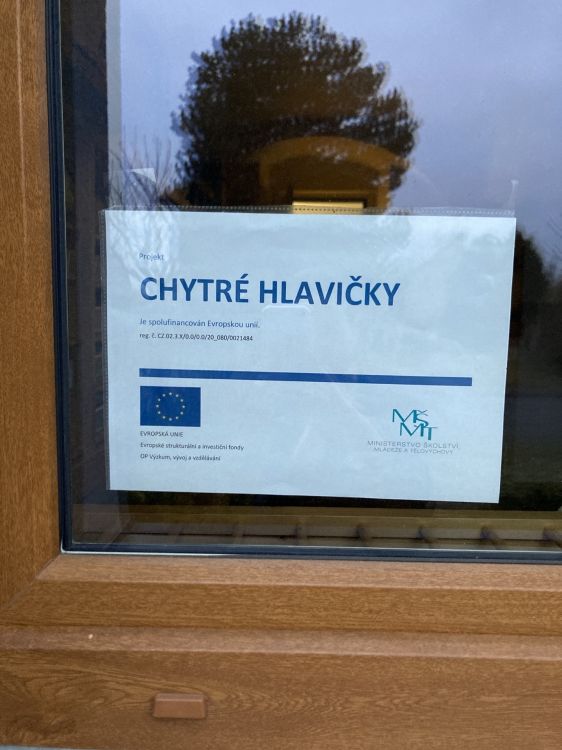 Projekt
CHYTRÉ HLAVIČKY
Je spolufinancován Evropskou unií.
reg. č. CZ.02.3.X/0.0/0.0/20_080/0021484
EVROPSKÁ UNIE
Evropské strukturální a investiční fondy
OP Výzkum, vývoj a vzdělávání
MŠMT
MINISTERSTVO ŠKOLSTVÍ,
MLÁDEŽE A TĚLOVÝCHOVY